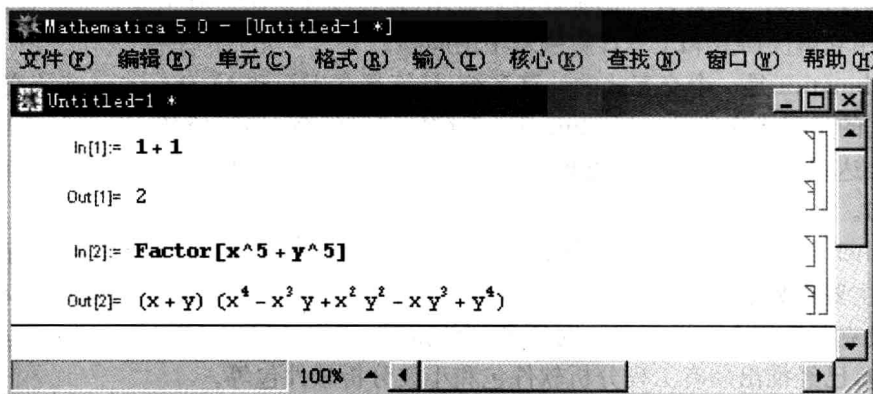 Mathematica 5.0 - [Untitled-1 *]
文件(F) 编辑(E) 单元(C) 格式(R) 输入(I) 核心(K) 查找(N) 窗口(W) 帮助(H
Untitled-1 *
In[1]:= 1 + 1
Out[1]= 2
In[2]:= Factor[x^5 + y^5]
Out[2]= (x + y) (x⁴ - x³ y + x² y² - x y³ + y⁴)
100%